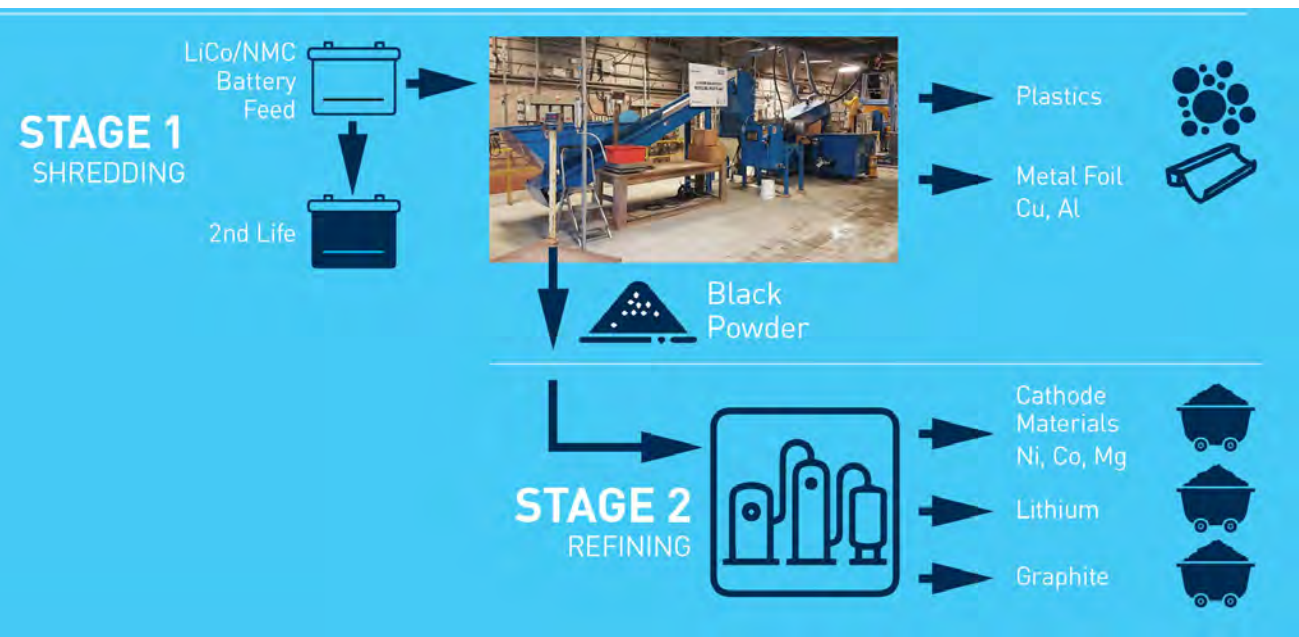 LiCo/NMC
Battery
Feed
STAGE 1
SHREDDING
2nd Life
Plastics
Metal Foil
Cu, Al
Black
Powder
STAGE 2
REFINING
Cathode
Materials
Ni, Co, Mg
Lithium
Graphite